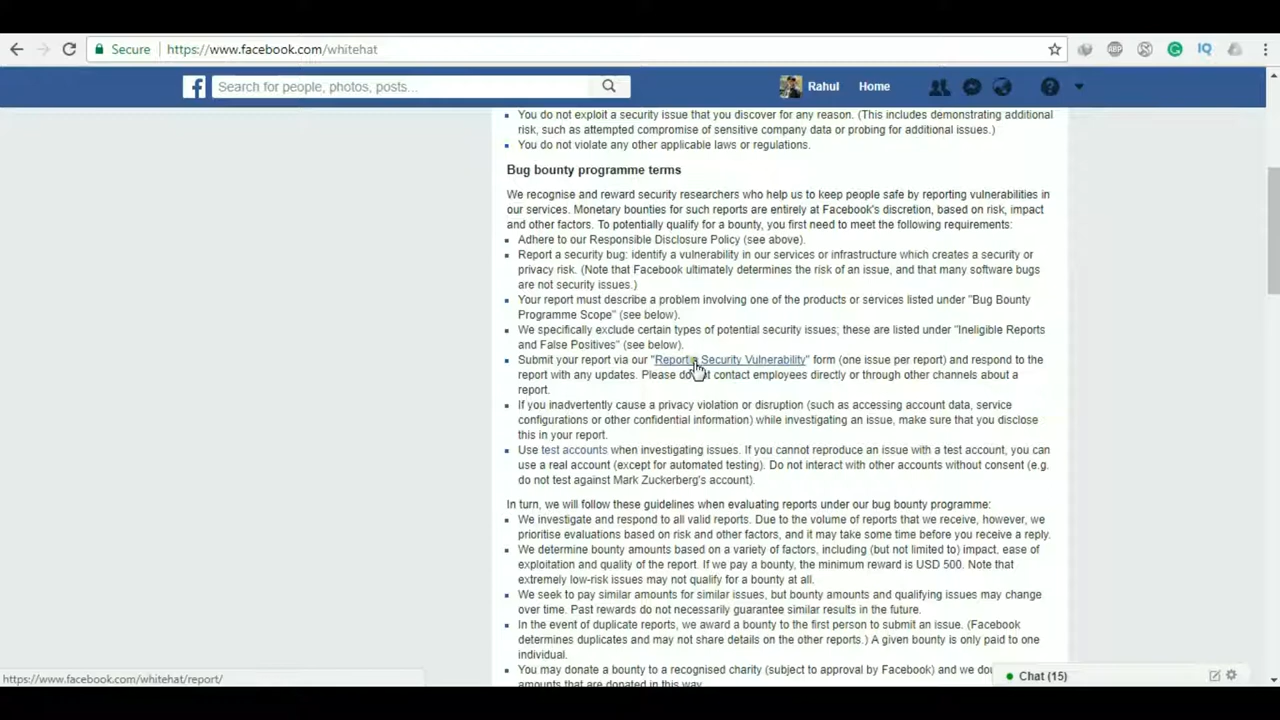 Secure https://www.facebook.com/whitehat
Search for people, photos, posts...
Rahul Home
You do not exploit a security issue that you discover for any reason. (This includes demonstrating additional
risk, such as attempted compromise of sensitive company data or probing for additional issues.)
You do not violate any other applicable laws or regulations.
Bug bounty programme terms
We recognise and reward security researchers who help us to keep people safe by reporting vulnerabilities in
our services. Monetary bounties for such reports are entirely at Facebook's discretion, based on risk, impact
and other factors. To potentially qualify for a bounty, you first need to meet the following requirements:
Adhere to our Responsible Disclosure Policy (see above).
Report a security bug: identify a vulnerability in our services or infrastructure which creates a security or
privacy risk. (Note that Facebook ultimately determines the risk of an issue, and that many software bugs
are not security issues.)
Your report must describe a problem involving one of the products or services listed under "Bug Bounty
Programme Scope" (see below).
We specifically exclude certain types of potential security issues; these are listed under "Ineligible Reports
and False Positives" (see below).
Submit your report via our "Report a Security Vulnerability" form (one issue per report) and respond to the
report with any updates. Please do not contact employees directly or through other channels about a
report.
If you inadvertently cause a privacy violation or disruption (such as accessing account data, service
configurations or other confidential information) while investigating an issue, make sure that you disclose
this in your report.
Use test accounts when investigating issues. If you cannot reproduce an issue with a test account, you can
use a real account (except for automated testing). Do not interact with other accounts without consent (e.g.
do not test against Mark Zuckerberg's account).
In turn, we will follow these guidelines when evaluating reports under our bug bounty programme:
We investigate and respond to all valid reports. Due to the volume of reports that we receive, however, we
prioritise evaluations based on risk and other factors, and it may take some time before you receive a reply.
We determine bounty amounts based on a variety of factors, including (but not limited to) impact, ease of
exploitation and quality of the report. If we pay a bounty, the minimum reward is USD 500. Note that
extremely low-risk issues may not qualify for a bounty at all.
We seek to pay similar amounts for similar issues, but bounty amounts and qualifying issues may change
over time. Past rewards do not necessarily guarantee similar results in the future.
In the event of duplicate reports, we award a bounty to the first person to submit an issue. (Facebook
determines duplicates and may not share details on the other reports.) A given bounty is only paid to one
individual.
You may donate a bounty to a recognised charity (subject to approval by Facebook) and we
amounts that are donated in this way.
https://www.facebook.com/whitehat/report/
Chat (15)